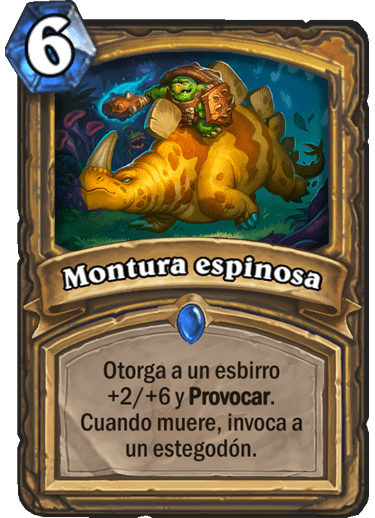 6
Montura espinosa
Otorga a un esbirro
+2/+6 y Provocar.
Cuando muere, invoca a
un estegodón.